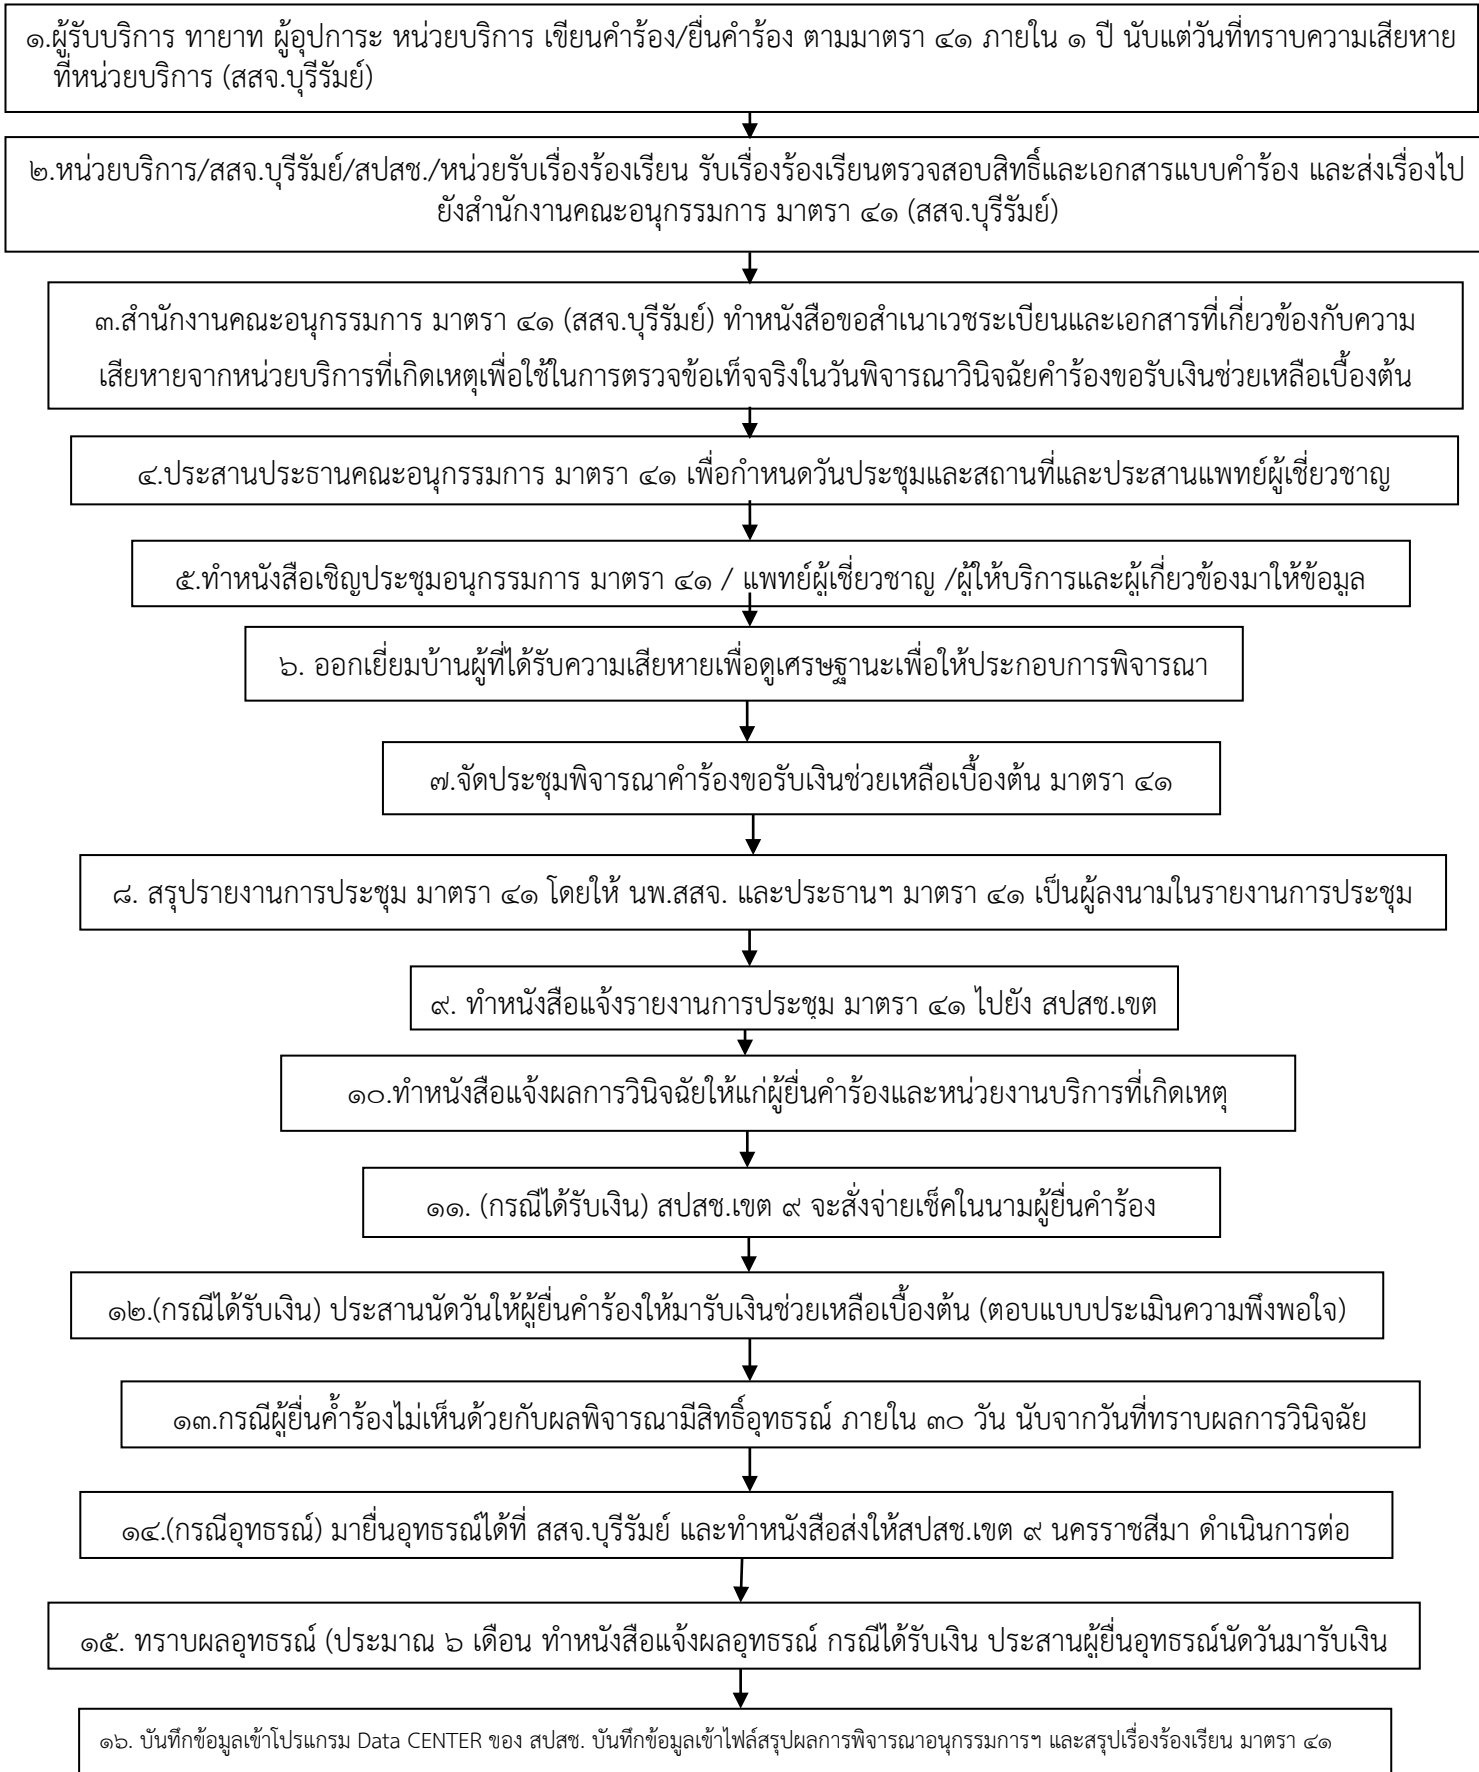 ๑.ผู้รับบริการ ทายาท ผู้อุปการะ หน่วยบริการ เขียนคำร้อง/ยื่นคำร้อง ตามมาตรา ๔๑ ภายใน ๑ ปี นับแต่วันที่ทราบความเสียหาย
ที่หน่วยบริการ (สสจ.บุรีรัมย์)
๒.หน่วยบริการ/สสจ.บุรีรัมย์/สปสช./หน่วยรับเรื่องร้องเรียน รับเรื่องร้องเรียนตรวจสอบสิทธิ์และเอกสารแบบคำร้อง และส่งเรื่องไป
ยังสำนักงานคณะอนุกรรมการ มาตรา ๔๑ (สสจ.บุรีรัมย์)
๓.สำนักงานคณะอนุกรรมการ มาตรา ๔๑ (สสจ.บุรีรัมย์) ทำหนังสือขอสำเนาเวชระเบียนและเอกสารที่เกี่ยวข้องกับความ
เสียหายจากหน่วยบริการที่เกิดเหตุเพื่อใช้ในการตรวจข้อเท็จจริงในวันพิจารณาวินิจฉัยคำร้องขอรับเงินช่วยเหลือเบื้องต้น
๔.ประสานประธานคณะอนุกรรมการ มาตรา ๔๑ เพื่อกำหนดวันประชุมและสถานที่และประสานแพทย์ผู้เชี่ยวชาญ
๕.ทำหนังสือเชิญประชุมอนุกรรมการ มาตรา ๔๑ / แพทย์ผู้เชี่ยวชาญ /ผู้ให้บริการและผู้เกี่ยวข้องมาให้ข้อมูล
๖. ออกเยี่ยมบ้านผู้ที่ได้รับความเสียหายเพื่อดูเศรษฐานะเพื่อให้ประกอบการพิจารณา
๗.จัดประชุมพิจารณาคำร้องขอรับเงินช่วยเหลือเบื้องต้น มาตรา ๔๑
๘. สรุปรายงานการประชุม มาตรา ๔๑ โดยให้ นพ.สสจ. และประธานฯ มาตรา ๔๑ เป็นผู้ลงนามในรายงานการประชุม
๙. ทำหนังสือแจ้งรายงานการประชุม มาตรา ๔๑ ไปยัง สปสช.เขต
๑๐.ทำหนังสือแจ้งผลการวินิจฉัยให้แก่ผู้ยื่นคำร้องและหน่วยงานบริการที่เกิดเหตุ
๑๑. (กรณีได้รับเงิน) สปสช.เขต ๙ จะสั่งจ่ายเช็คในนามผู้ยื่นคำร้อง
๑๒.(กรณีได้รับเงิน) ประสานนัดวันให้ผู้ยื่นคำร้องให้มารับเงินช่วยเหลือเบื้องต้น (ตอบแบบประเมินความพึงพอใจ)
๑๓.กรณีผู้ยื่นค้ำร้องไม่เห็นด้วยกับผลพิจารณามีสิทธิ์อุทธรณ์ ภายใน ๓๐ วัน นับจากวันที่ทราบผลการวินิจฉัย
๑๔.(กรณีอุทธรณ์) มายื่นอุทธรณ์ได้ที่ สสจ.บุรีรัมย์ และทำหนังสือส่งให้สปสช.เขต ๙ นครราชสีมา ดำเนินการต่อ
๑๕. ทราบผลอุทธรณ์ (ประมาณ ๖ เดือน ทำหนังสือแจ้งผลอุทธรณ์ กรณีได้รับเงิน ประสานผู้ยื่นอุทธรณ์นัดวันมารับเงิน
๑๖. บันทึกข้อมูลเข้าโปรแกรม Data CENTER ของ สปสช. บันทึกข้อมูลเข้าไฟล์สรุปผลการพิจารณาอนุกรรมการฯ และสรุปเรื่องร้องเรียน มาตรา ๔๑